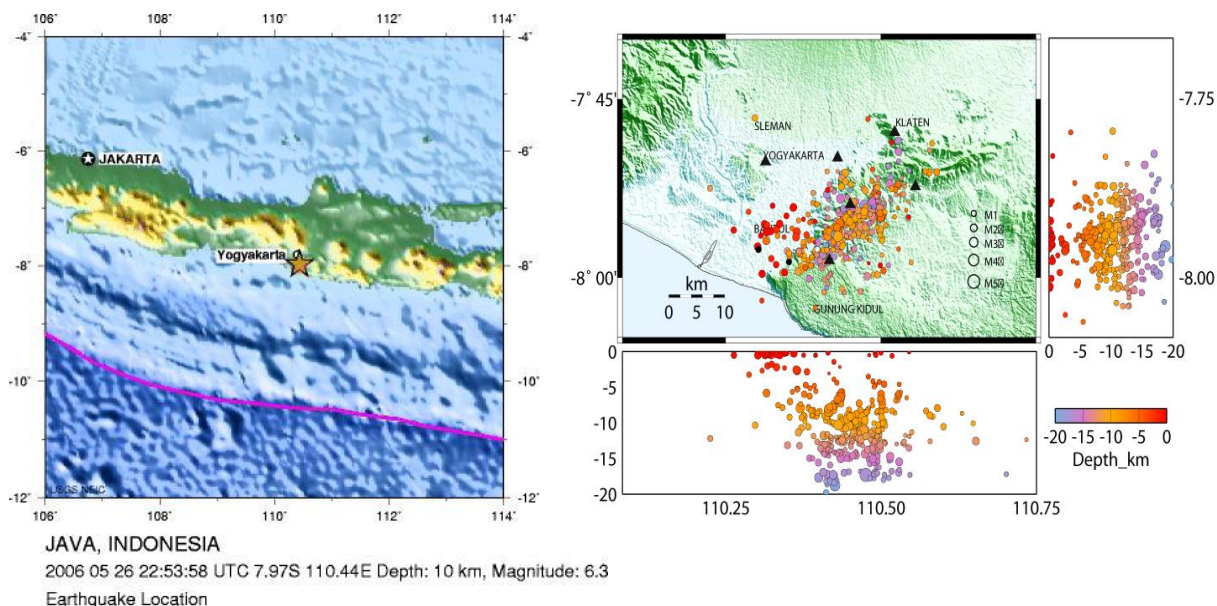 106˚ 108˚ 110˚ 112˚ 114˚
-4˚ -4˚
-6˚ -6˚
JAKARTA
Yogyakarta
-8˚ -8˚
-10˚ -10˚
-12˚ -12˚
USGS NEIC
106˚ 108˚ 110˚ 112˚ 114˚
JAVA, INDONESIA
2006 05 26 22:53:58 UTC 7.97S 110.44E Depth: 10 km, Magnitude: 6.3
Earthquake Location
-7˚ 45'
-8˚ 00'
SLEMAN
KLATEN
YOGYAKARTA
GUNUNG KIDUL
km
0 5 10
M1
M2
M3
M4
M5
-7.75
-8.00
0 -5 -10 -15 -20
0
-5
-10
-15
-20
110.25 110.50 110.75
-20 -15 -10 -5 0
Depth_km